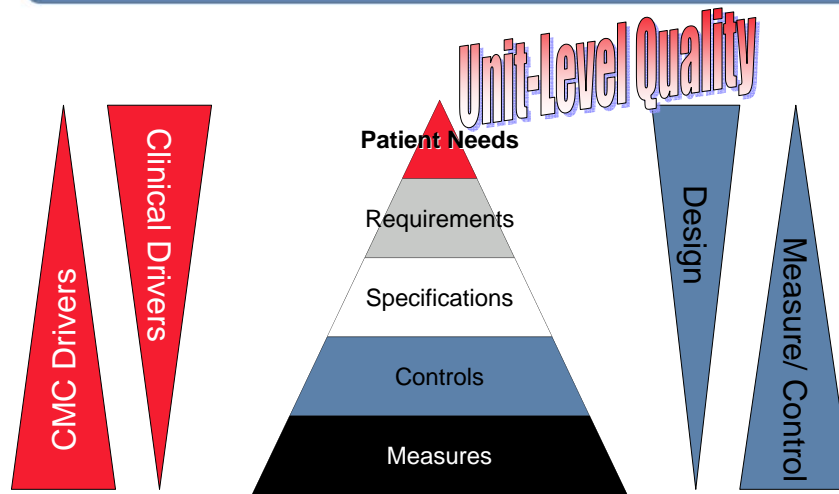 Unit-Level Quality
CMC Drivers
Clinical Drivers
Patient Needs
Requirements
Specifications
Controls
Measures
Design
Measure/ Control